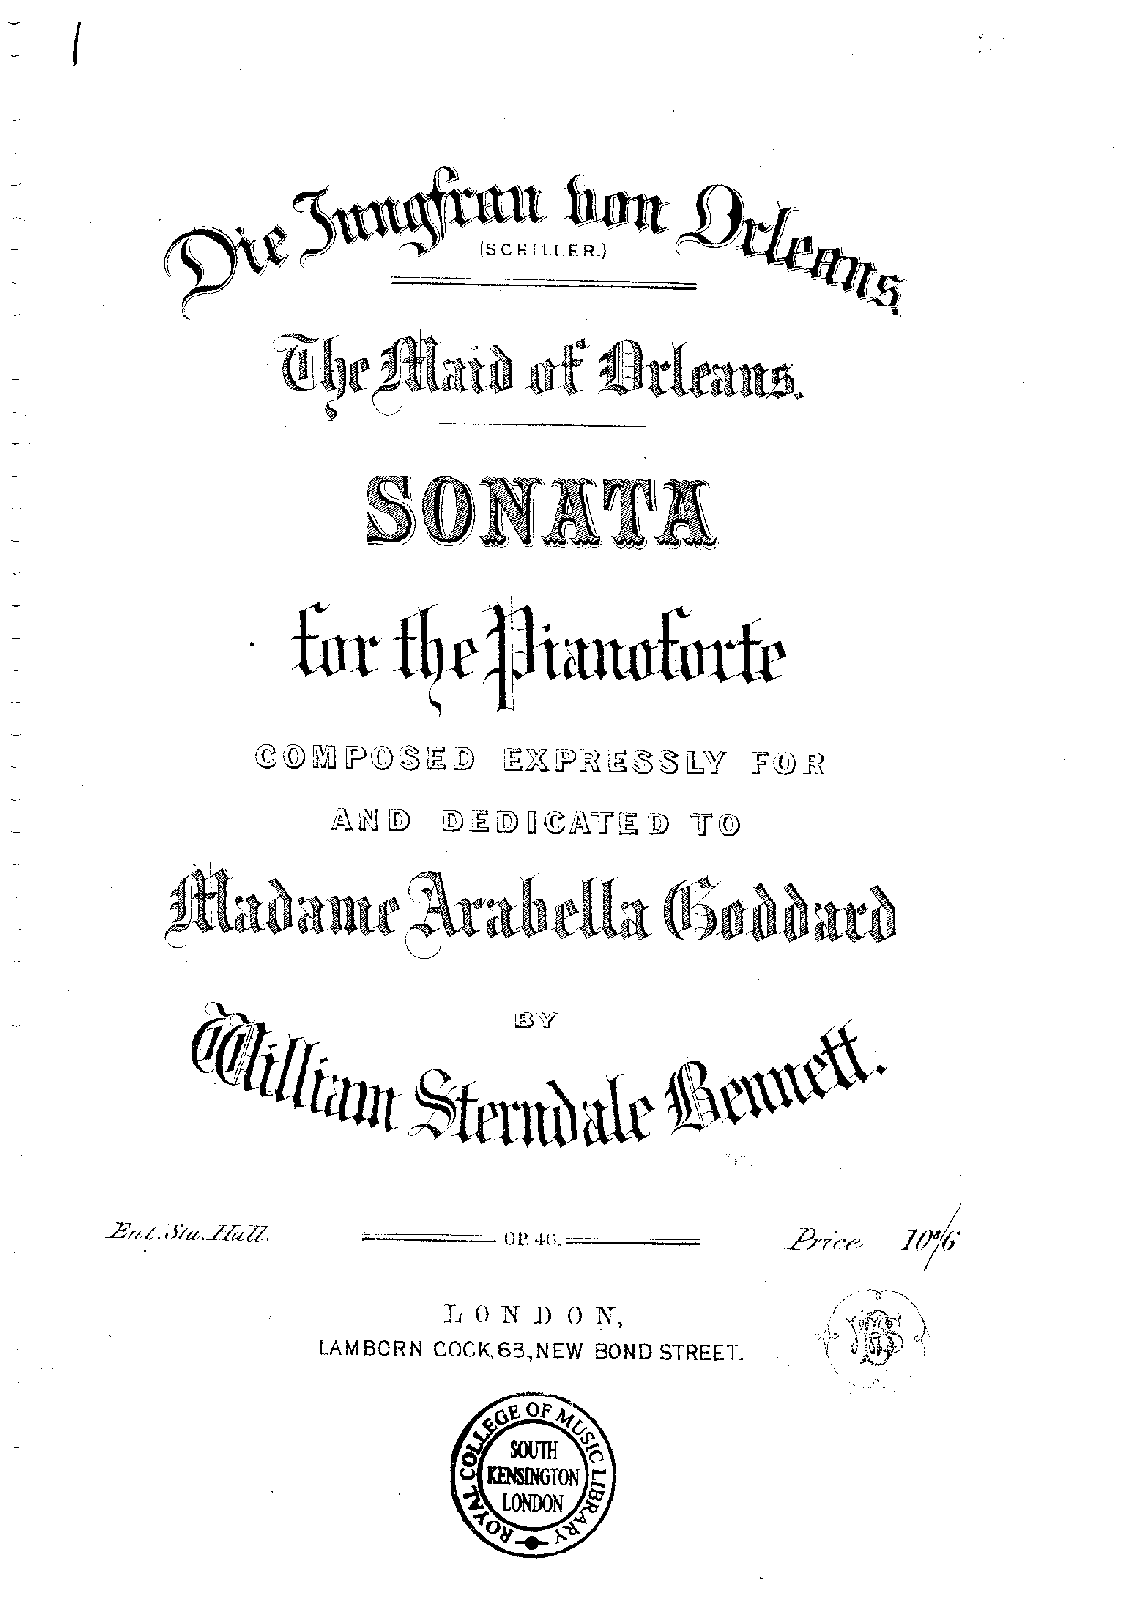 Die Jungfrau von Orleans.
(SCHILLER.)
The Maid of Orleans.
SONATA
for the Pianoforte
COMPOSED EXPRESSLY FOR
AND DEDICATED TO
Madame Arabella Goddard
BY
William Sterndale Bennett.
Ent. Sta. Hall.
OP. 46.
Price 10s/6
LONDON,
LAMBORN COCK, 63, NEW BOND STREET.
ROYAL COLLEGE OF MUSIC LIBRARY
SOUTH
KENSINGTON
LONDON